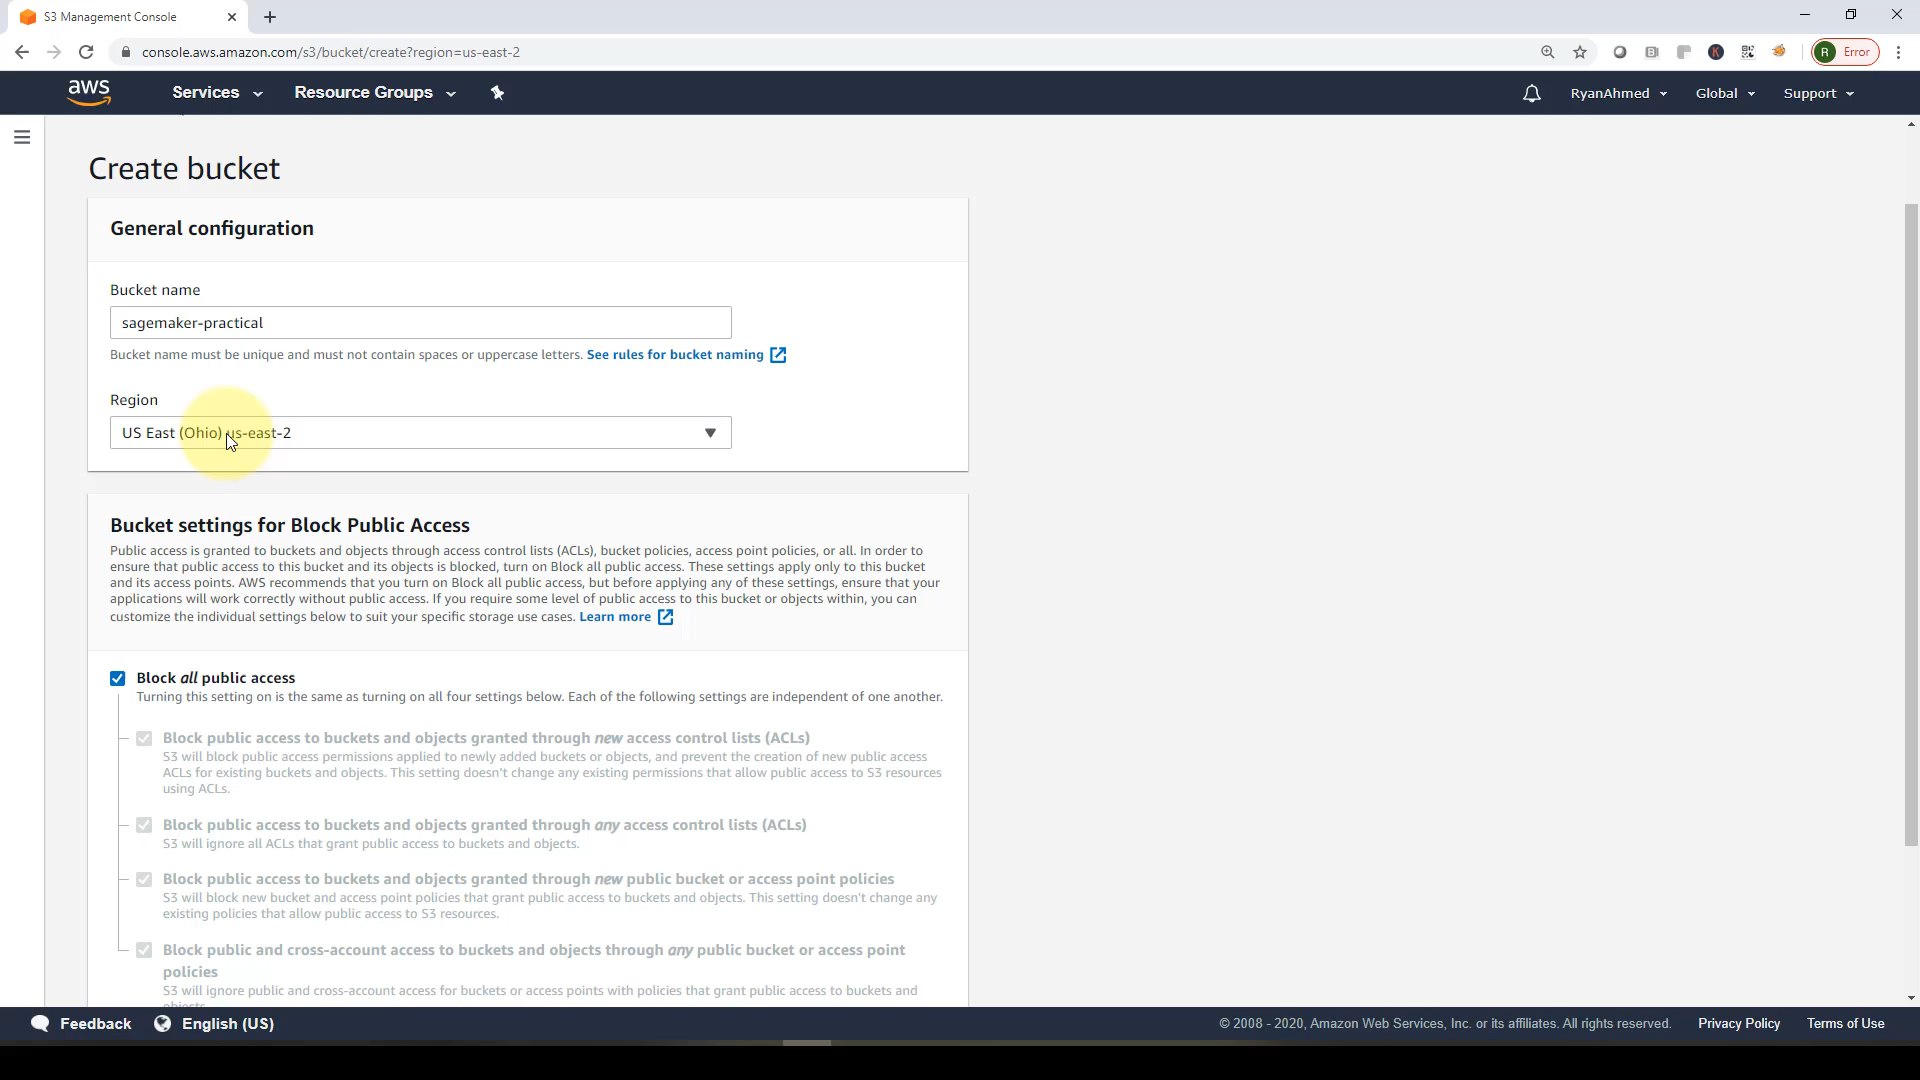 S3 Management Console
console.aws.amazon.com/s3/bucket/create?region=us-east-2
K
R Error
aws Services Resource Groups RyanAhmed Global Support
Create bucket
General configuration
Bucket name
sagemaker-practical
Bucket name must be unique and must not contain spaces or uppercase letters. See rules for bucket naming
Region
US East (Ohio) us-east-2
Bucket settings for Block Public Access
Public access is granted to buckets and objects through access control lists (ACLs), bucket policies, access point policies, or all. In order to
ensure that public access to this bucket and its objects is blocked, turn on Block all public access. These settings apply only to this bucket
and its access points. AWS recommends that you turn on Block all public access, but before applying any of these settings, ensure that your
applications will work correctly without public access. If you require some level of public access to this bucket or objects within, you can
customize the individual settings below to suit your specific storage use cases. Learn more
Block all public access
Turning this setting on is the same as turning on all four settings below. Each of the following settings are independent of one another.
Block public access to buckets and objects granted through new access control lists (ACLs)
S3 will block public access permissions applied to newly added buckets or objects, and prevent the creation of new public access
ACLs for existing buckets and objects. This setting doesn't change any existing permissions that allow public access to S3 resources
using ACLs.
Block public access to buckets and objects granted through any access control lists (ACLs)
S3 will ignore all ACLs that grant public access to buckets and objects.
Block public access to buckets and objects granted through new public bucket or access point policies
S3 will block new bucket and access point policies that grant public access to buckets and objects. This setting doesn't change any
existing policies that allow public access to S3 resources.
Block public and cross-account access to buckets and objects through any public bucket or access point
policies
S3 will ignore public and cross-account access for buckets or access points with policies that grant public access to buckets and
objects.
Feedback English (US) © 2008 - 2020, Amazon Web Services, Inc. or its affiliates. All rights reserved. Privacy Policy Terms of Use